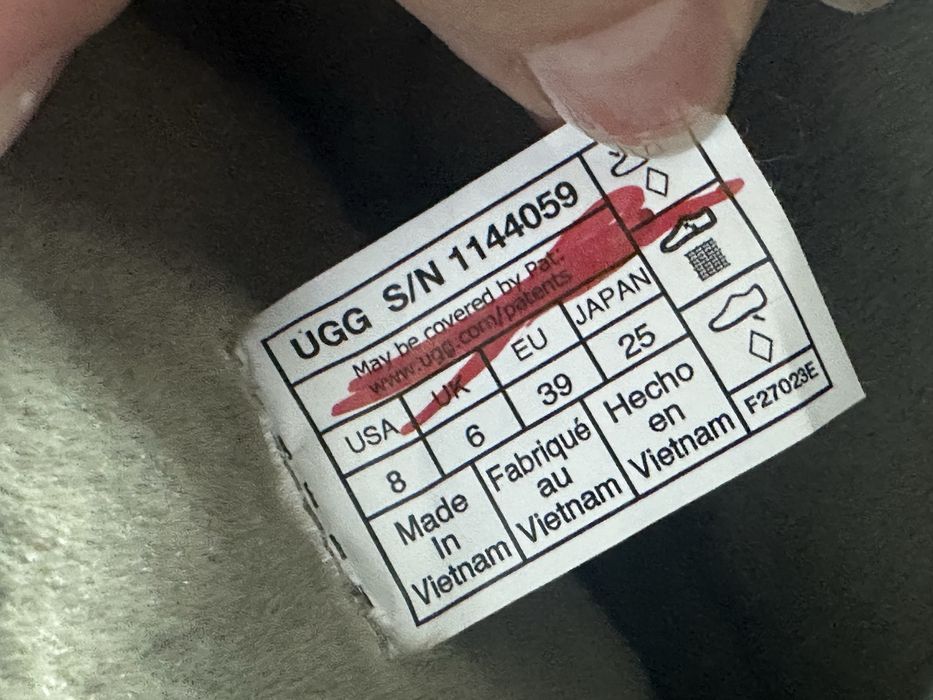 UGG S/N 1144059
May be covered by Pat:
www.ugg.com/patents
USA UK EU JAPAN
8 6 39 25
Made
In
Vietnam
Fabriqué
au
Vietnam
Hecho
en
Vietnam
F27023E